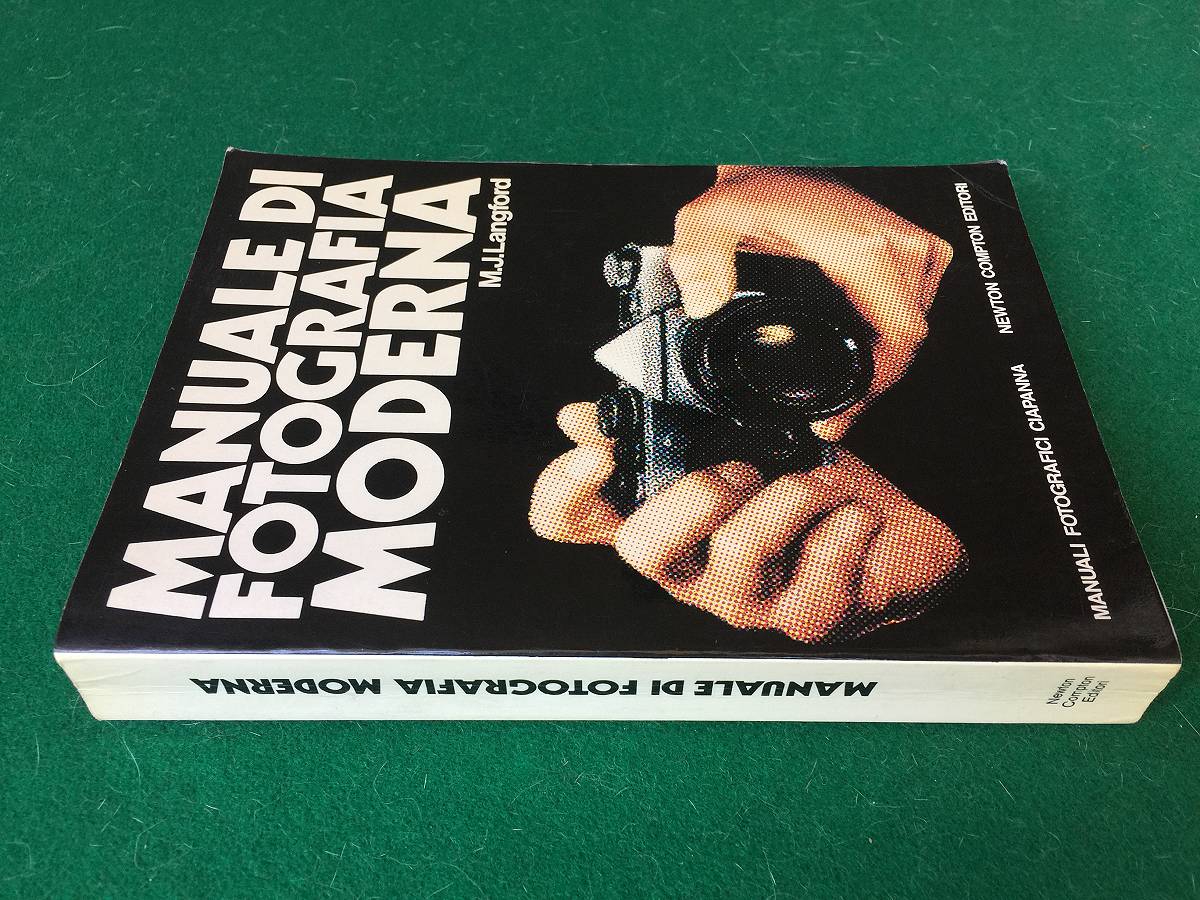 MANUALE DI
FOTOGRAFIA
MODERNA
M.J.Langford
MANUALI FOTOGRAFICI CIAPANNA NEWTON COMPTON EDITORI
MANUALE DI FOTOGRAFIA MODERNA
Newton
Compton
Editori